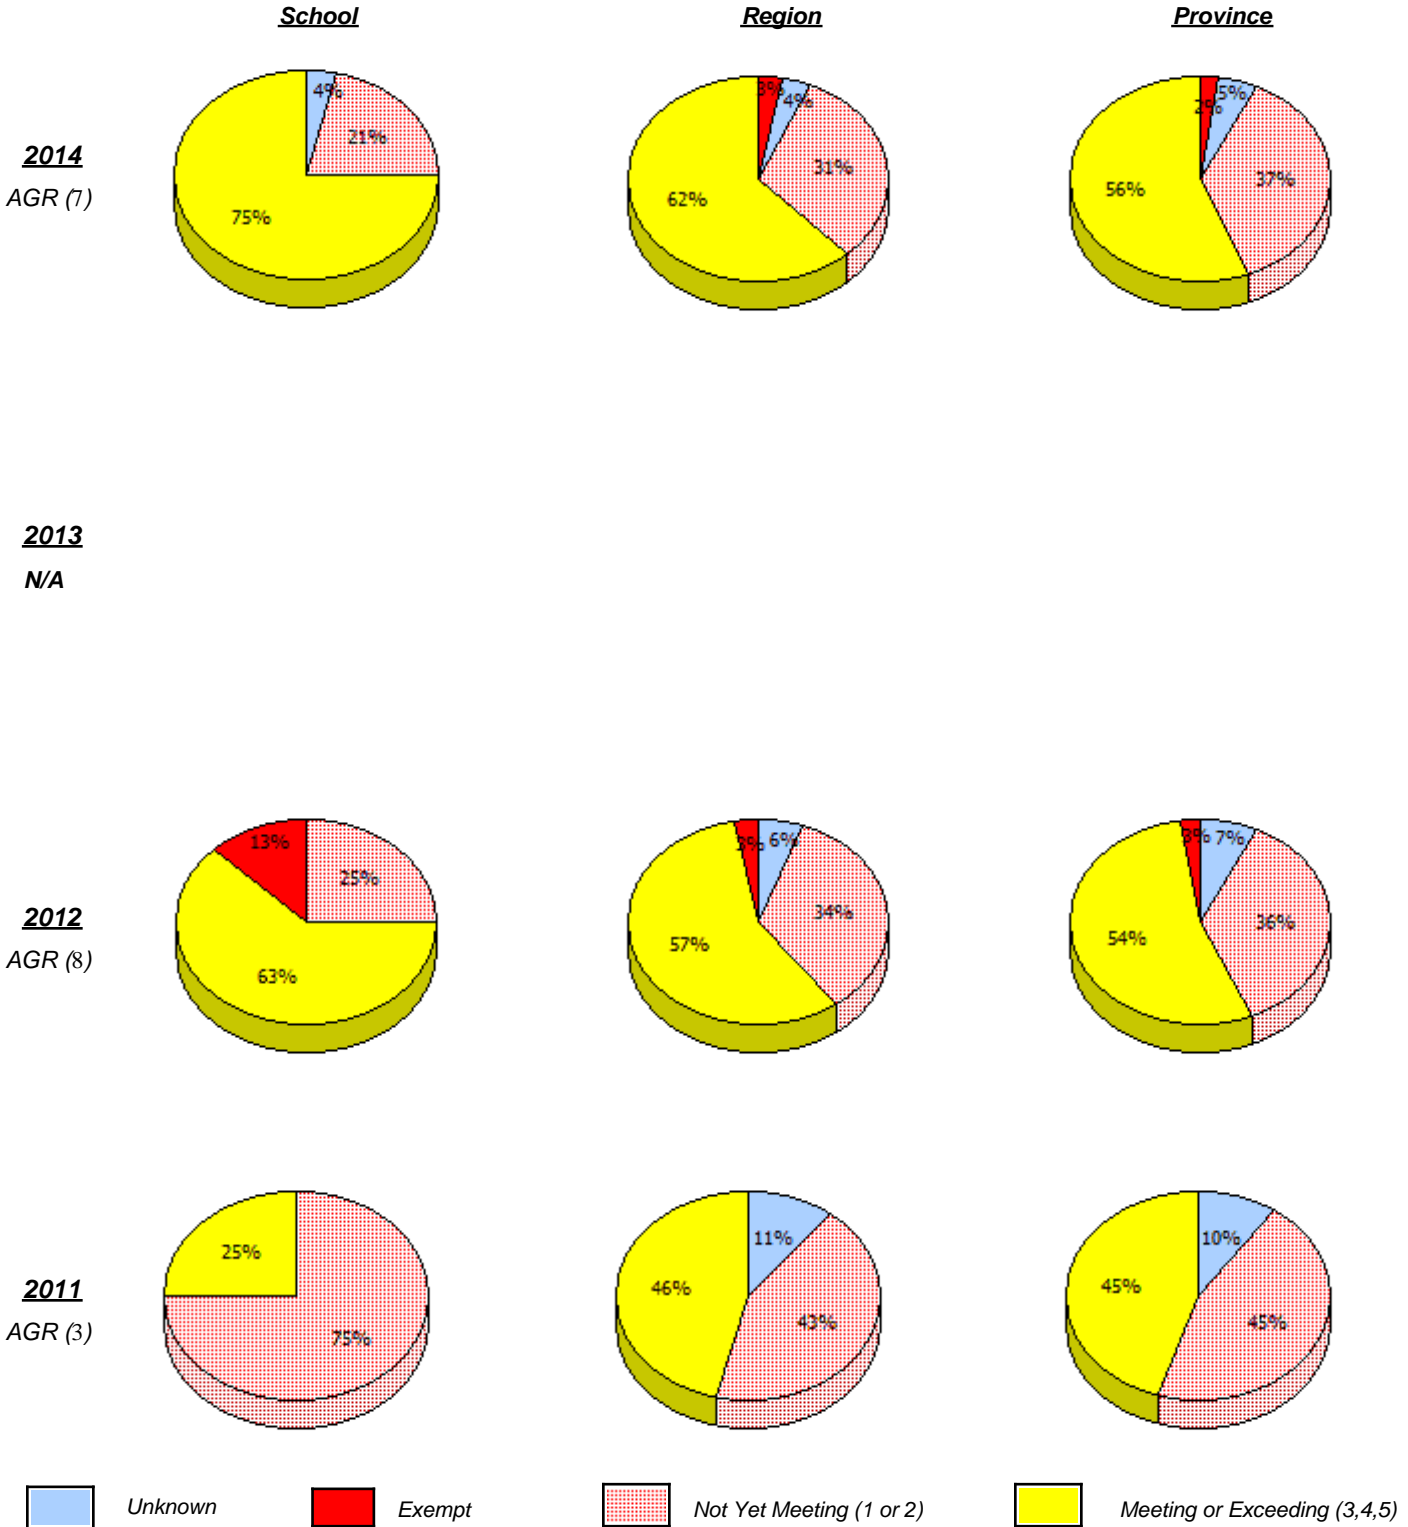 School Region Province
2014
AGR (7)
4% 21% 75%
3% 4% 31% 62%
2% 5% 37% 56%
2013
N/A
2012
AGR (8)
13% 25% 63%
3% 6% 34% 57%
3% 7% 36% 54%
2011
AGR (3)
25% 75%
11% 46% 43%
10% 45% 45%
Unknown Exempt Not Yet Meeting (1 or 2) Meeting or Exceeding (3,4,5)